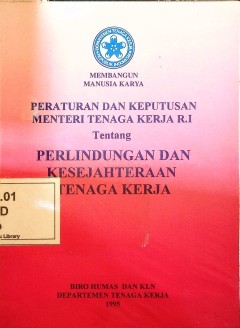 MEMBANGUN
MANUSIA KARYA
PERATURAN DAN KEPUTUSAN
MENTERI TENAGA KERJA R.I
Tentang
PERLINDUNGAN DAN
KESEJAHTERAAN
TENAGA KERJA
.01
D
Library
BIRO HUMAS DAN KLN
DEPARTEMEN TENAGA KERJA
1995